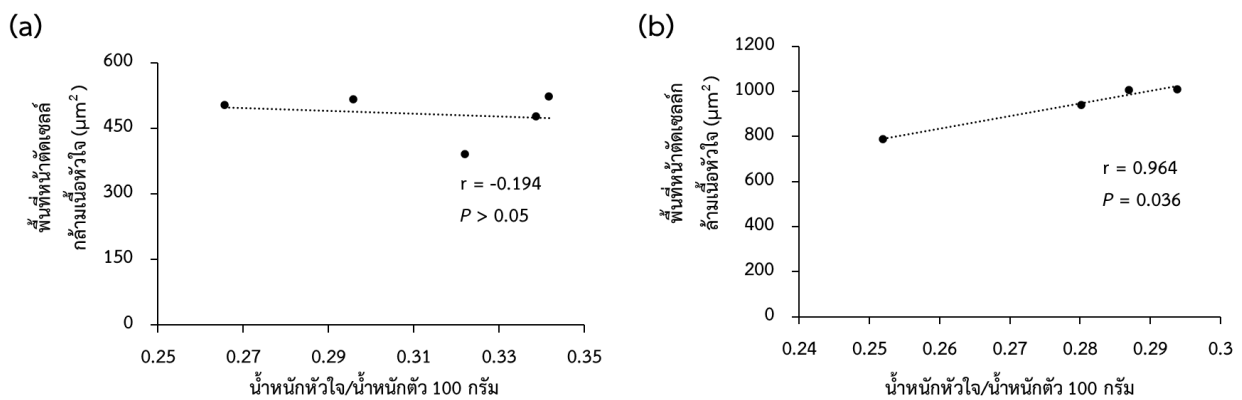 (a)
พื้นที่หน้าตัดเซลล์
กล้ามเนื้อหัวใจ (µm²)
600
450
300
150
0
r = -0.194
P > 0.05
0.25 0.27 0.29 0.31 0.33 0.35
น้ำหนักหัวใจ/น้ำหนักตัว 100 กรัม
(b)
พื้นที่หน้าตัดเซลล์ก
ล้ามเนื้อหัวใจ (µm²)
1200
1000
800
600
400
200
0
r = 0.964
P = 0.036
0.24 0.25 0.26 0.27 0.28 0.29 0.3
น้ำหนักหัวใจ/น้ำหนักตัว 100 กรัม